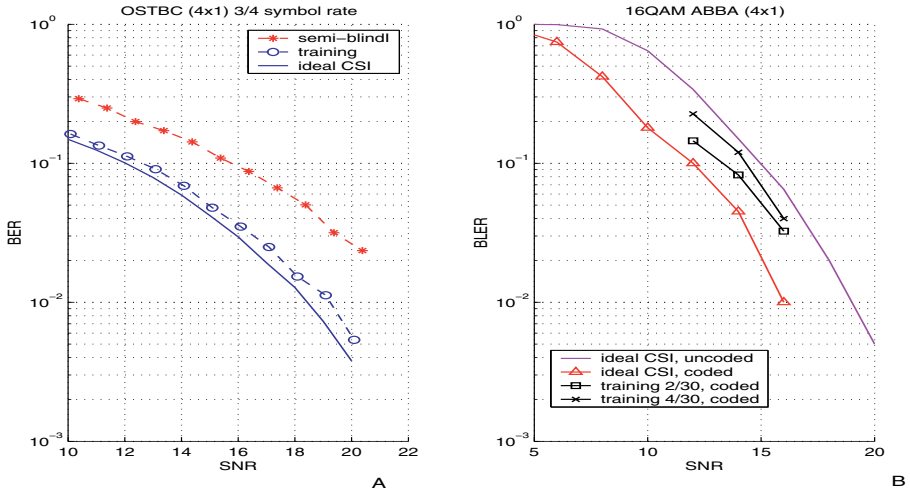 OSTBC (4x1) 3/4 symbol rate
10⁰
10⁻¹
10⁻²
10⁻³
BER
semi−blindI
training
ideal CSI
10 12 14 16 18 20 22
SNR
A
16QAM ABBA (4x1)
10⁰
10⁻¹
10⁻²
10⁻³
BLER
ideal CSI, uncoded
ideal CSI, coded
training 2/30, coded
training 4/30, coded
5 10 15 20
SNR
B